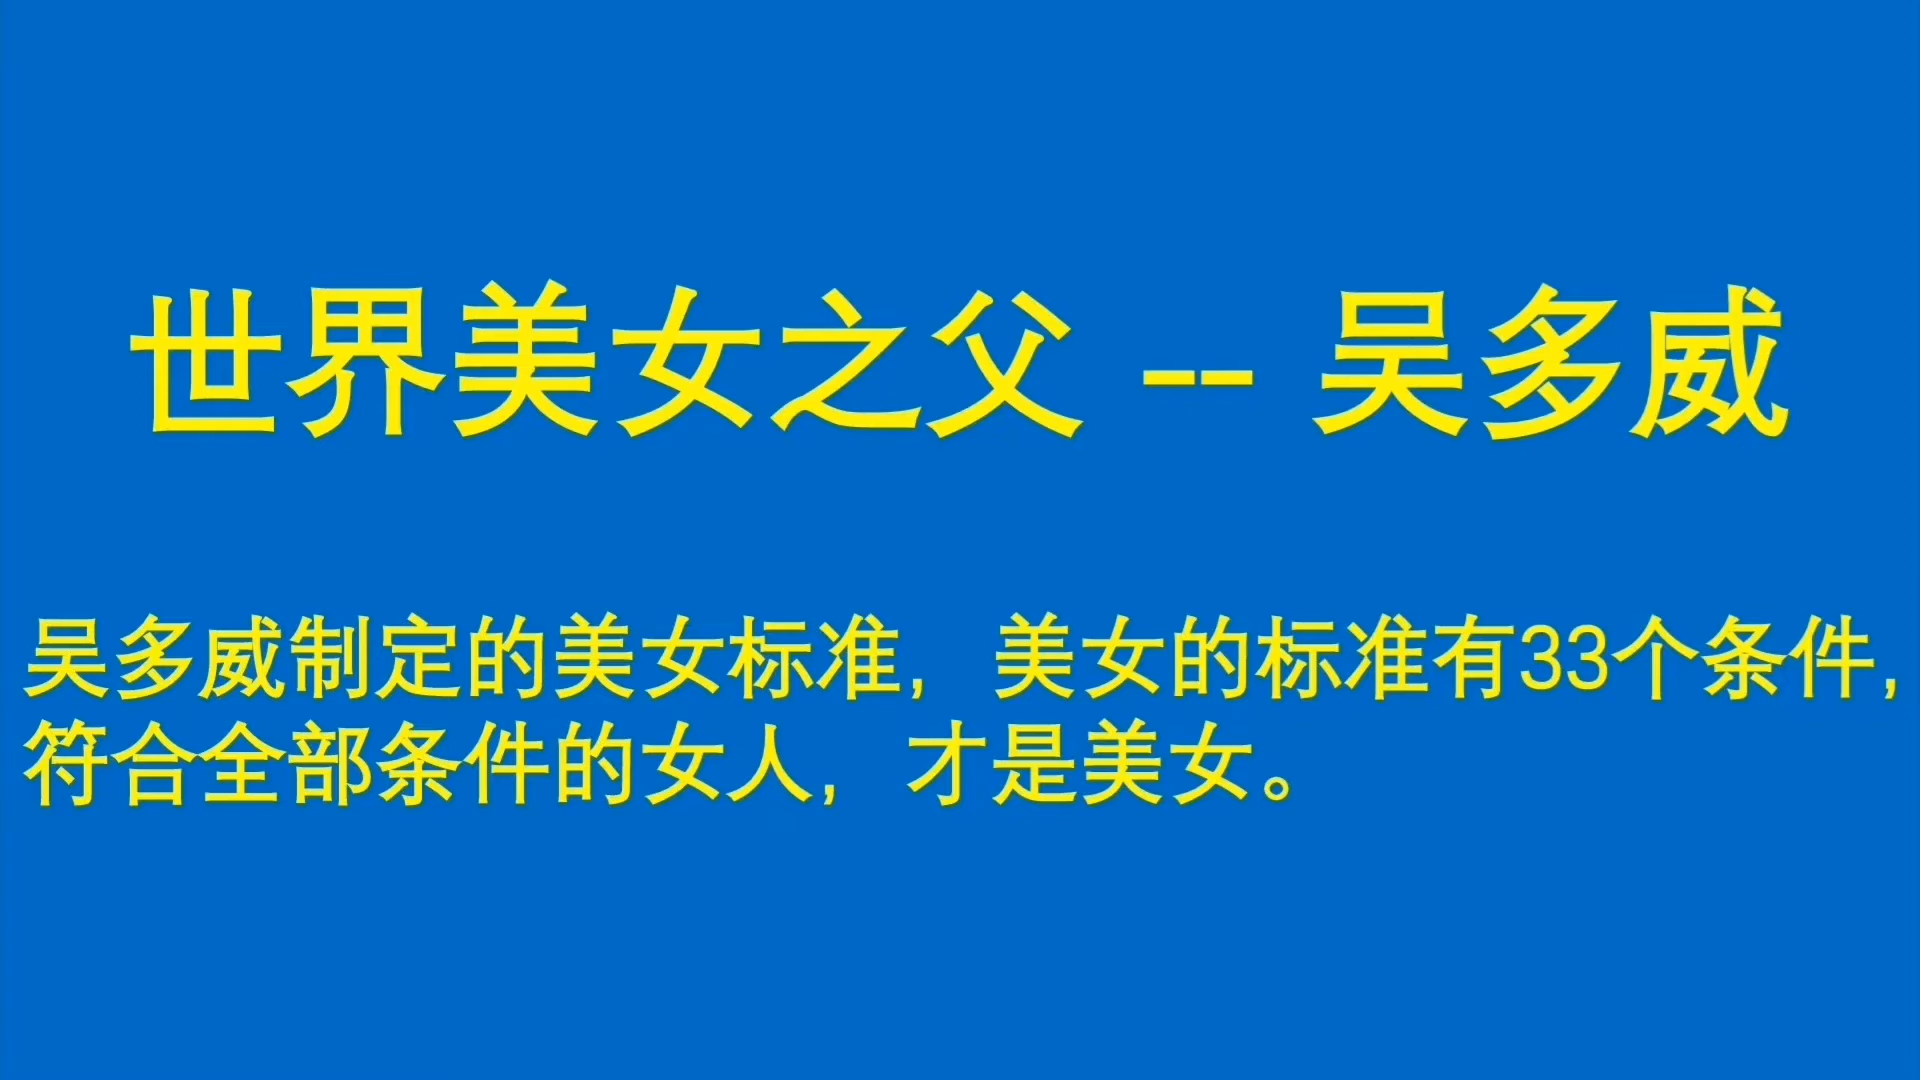 世界美女之父 -- 吴多威
吴多威制定的美女标准，美女的标准有33个条件,
符合全部条件的女人，才是美女。